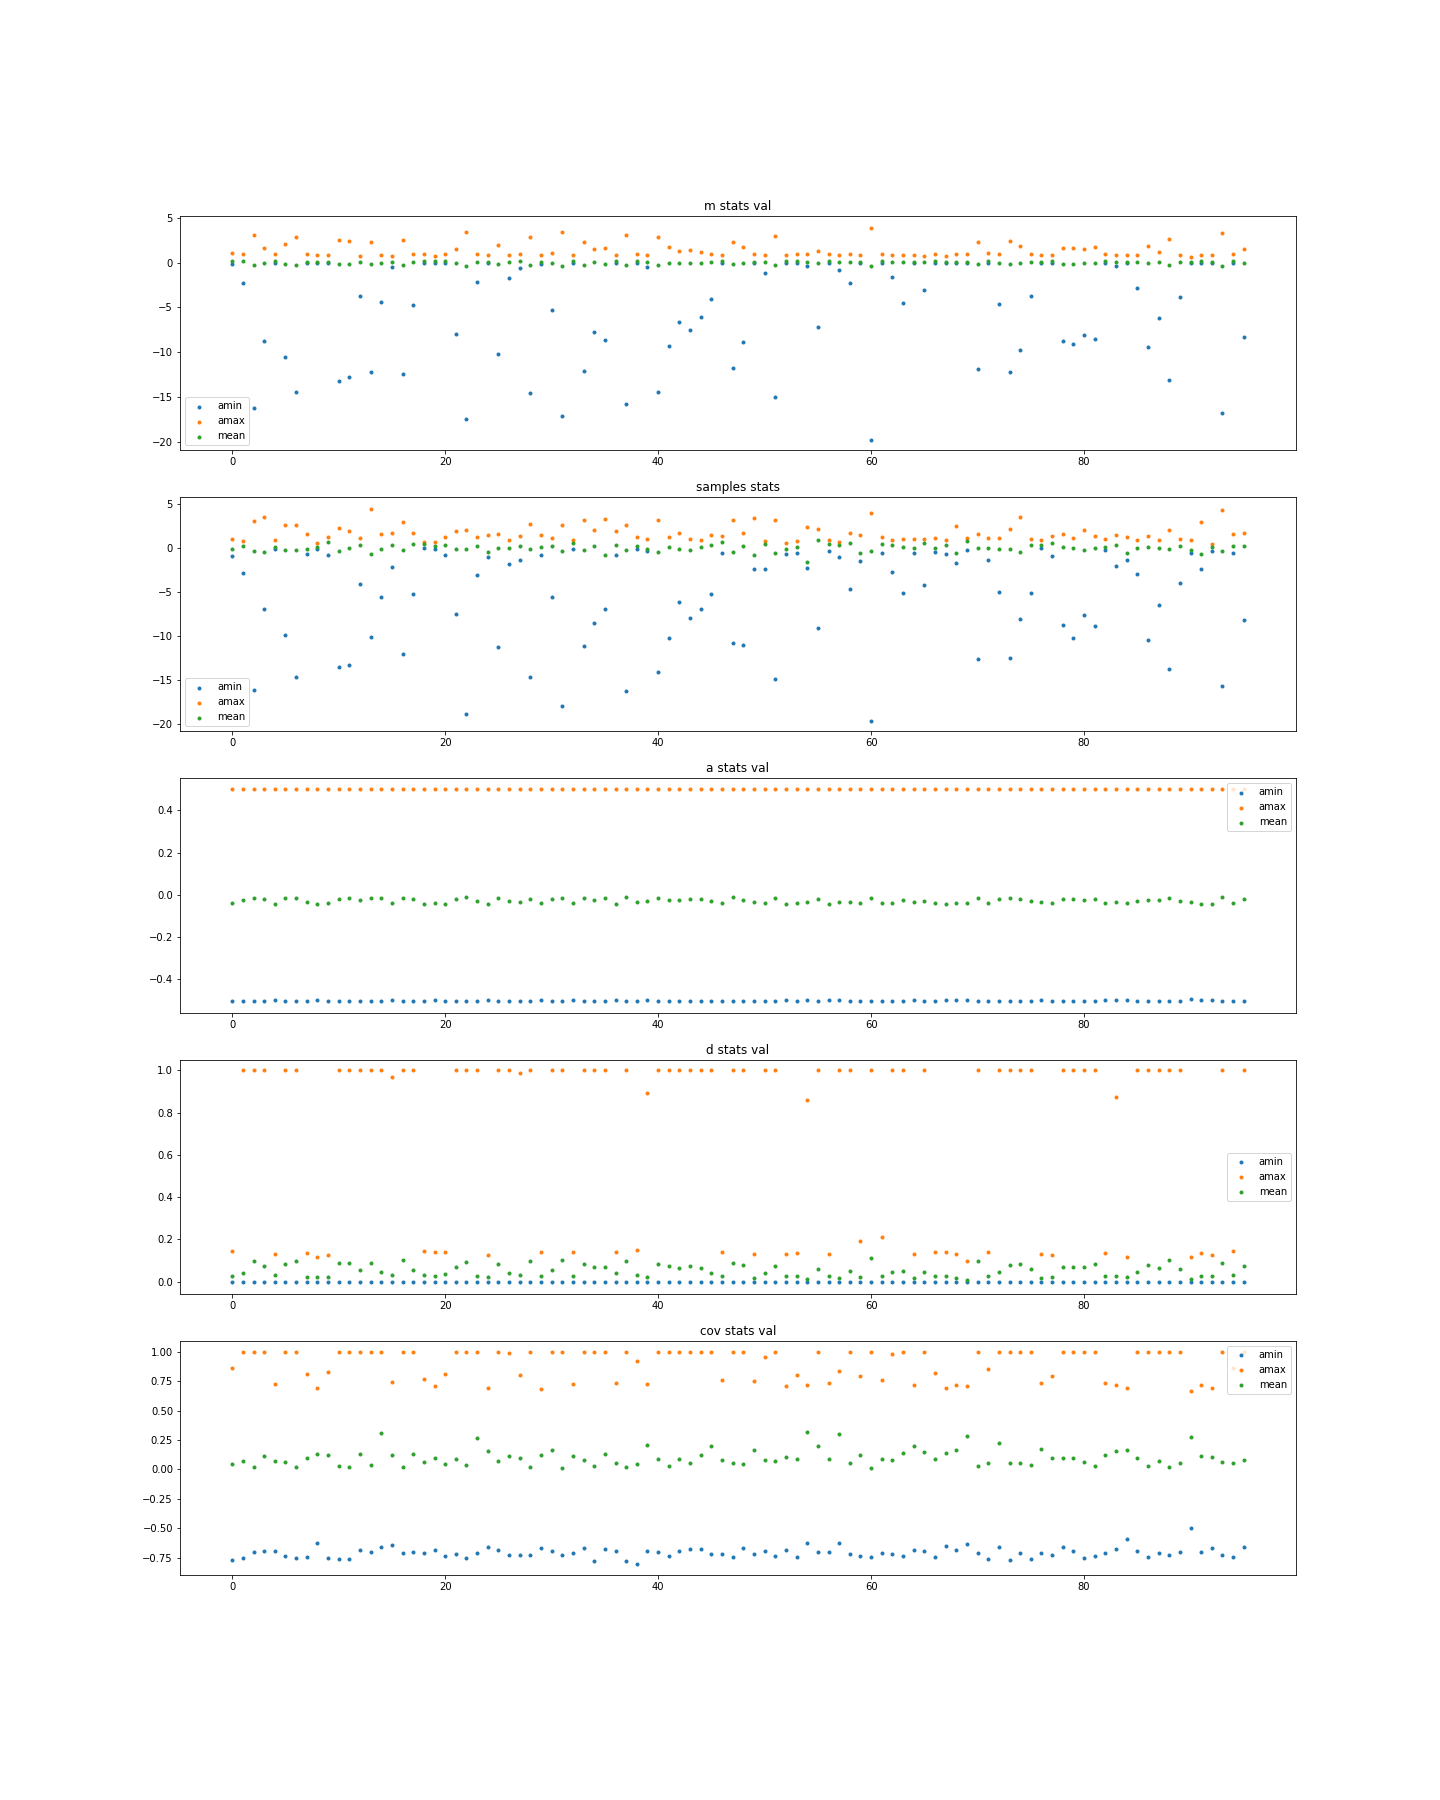 m stats val
5
0
−5
−10
−15
−20
amin
amax
mean
0 20 40 60 80
samples stats
5
0
−5
−10
−15
−20
amin
amax
mean
0 20 40 60 80
a stats val
0.4
0.2
0.0
−0.2
−0.4
amin
amax
mean
0 20 40 60 80
d stats val
1.0
0.8
0.6
0.4
0.2
0.0
amin
amax
mean
0 20 40 60 80
cov stats val
1.00
0.75
0.50
0.25
0.00
−0.25
−0.50
−0.75
amin
amax
mean
0 20 40 60 80